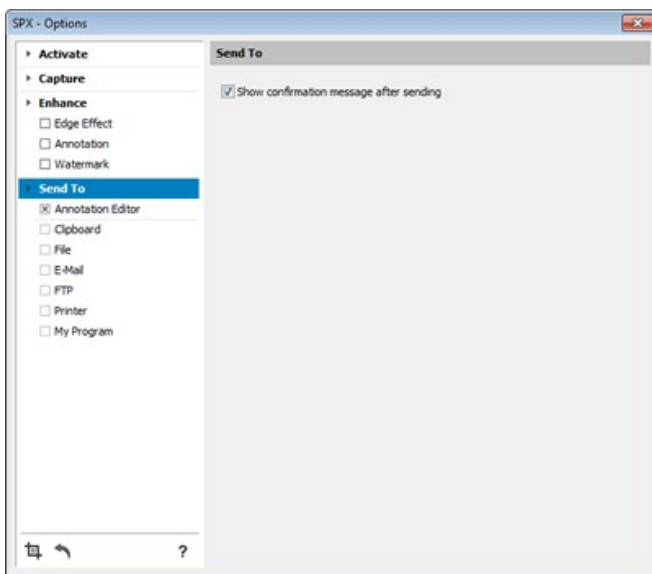 SPX - Options
Activate
Capture
Enhance
Edge Effect
Annotation
Watermark
Send To
Annotation Editor
Clipboard
File
E-Mail
FTP
Printer
My Program
?
Send To
Show confirmation message after sending